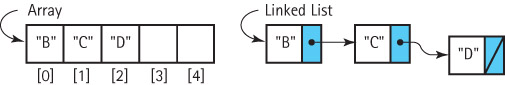 Array
"B" "C" "D"
[0] [1] [2] [3] [4]
Linked List
"B" "C" "D"